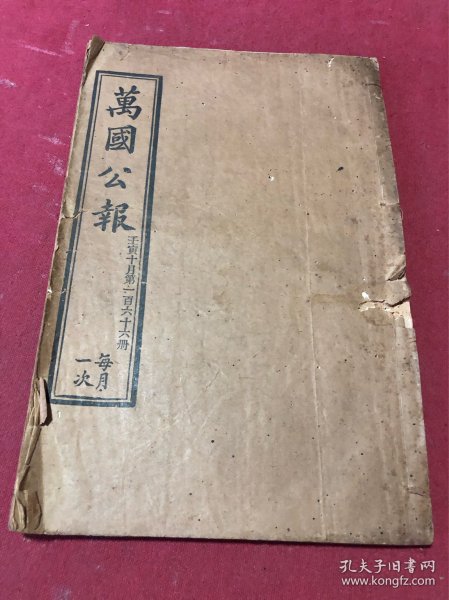 萬國公報
壬寅十月第一百六十六册
每月
一次
孔夫子旧书网
www.kongfz.com